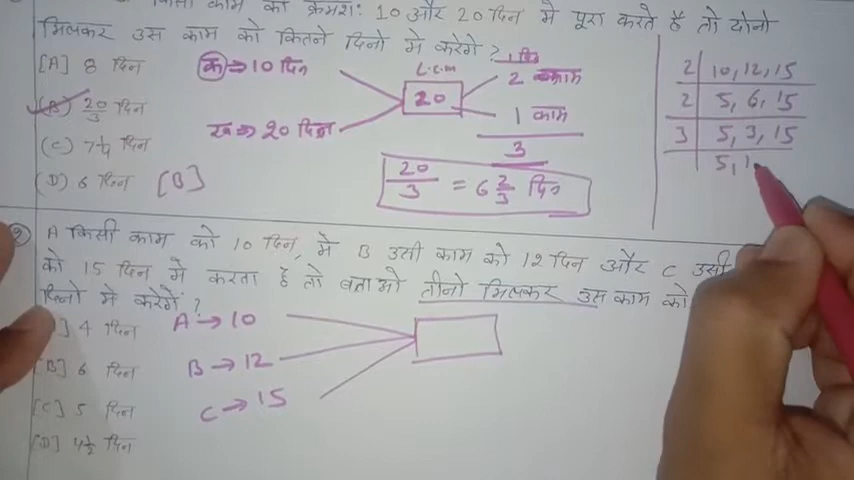 किसी काम को क्रमशः 10 और 20 दिन में पूरा करते है तो दोनो
मिलकर उस काम को कितने दिनो मे करेगे ?
[A] 8 दिन
(B) 20/3 दिन
(C) 7 1/4 दिन
(D) 6 दिन [B]
क ⇒ 10 दिन
ख ⇒ 20 दिन
L.C.M
20
1 दिन
2 काम
1 काम
3
20/3 = 6 2/3 दिन
2 | 10, 12, 15
2 | 5, 6, 15
3 | 5, 3, 15
5, 1
2 A किसी काम को 10 दिन, मे B उसी काम को 12 दिन और C उसी
को 15 दिन मे करता है तो बताओ तीनो मिलकर उस काम को
दिनो मे करेगें ?
] 4 दिन
[B] 6 दिन
[C] 5 दिन
[D] 4 1/2 दिन
A → 10
B → 12
C → 15